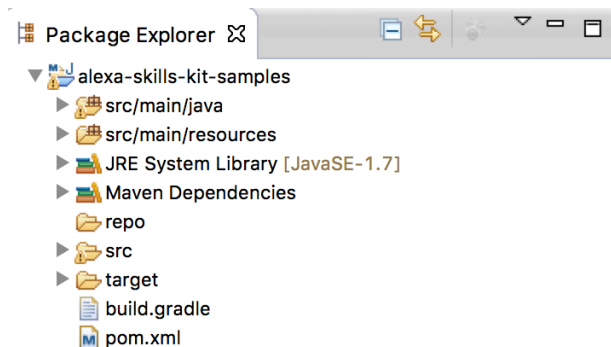 Package Explorer
alexa-skills-kit-samples
src/main/java
src/main/resources
JRE System Library [JavaSE-1.7]
Maven Dependencies
repo
src
target
build.gradle
pom.xml